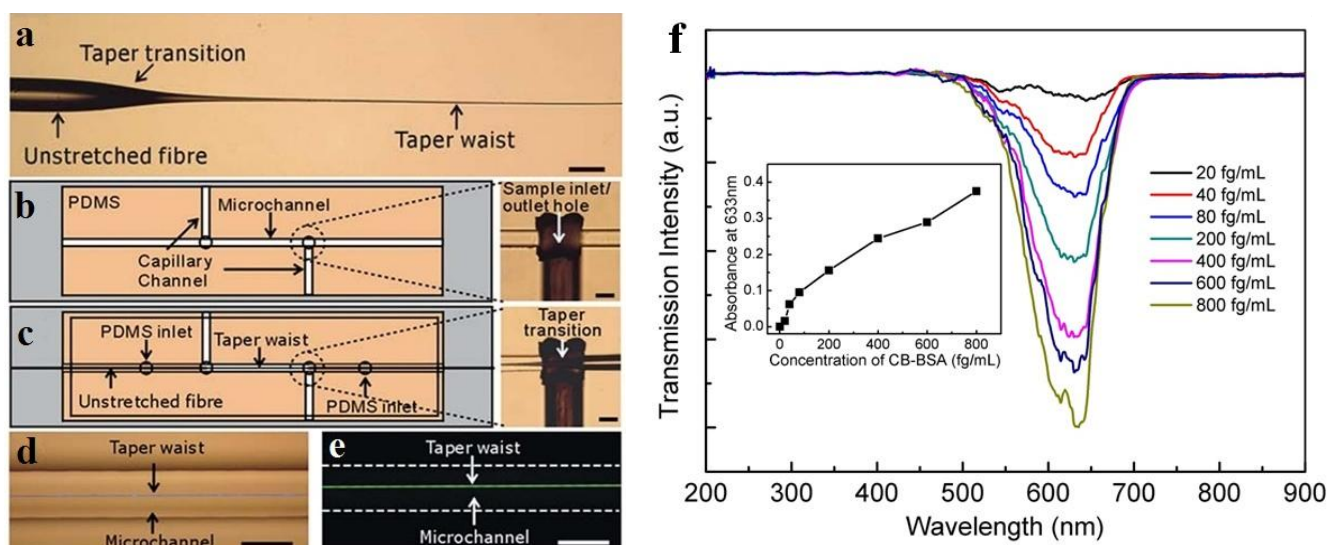 a
Taper transition
Unstretched fibre
Taper waist
b
PDMS
Microchannel
Capillary
Channel
Sample inlet/
outlet hole
c
PDMS inlet
Taper waist
Unstretched fibre
PDMS inlet
Taper
transition
d
Taper waist
Microchannel
e
Taper waist
Microchannel
f
Transmission Intensity (a.u.)
Wavelength (nm)
200 300 400 500 600 700 800 900
20 fg/mL
40 fg/mL
80 fg/mL
200 fg/mL
400 fg/mL
600 fg/mL
800 fg/mL
Absorbance at 633nm
0.4
0.3
0.2
0.1
0.0
0 200 400 600 800
Concentration of CB-BSA (fg/mL)